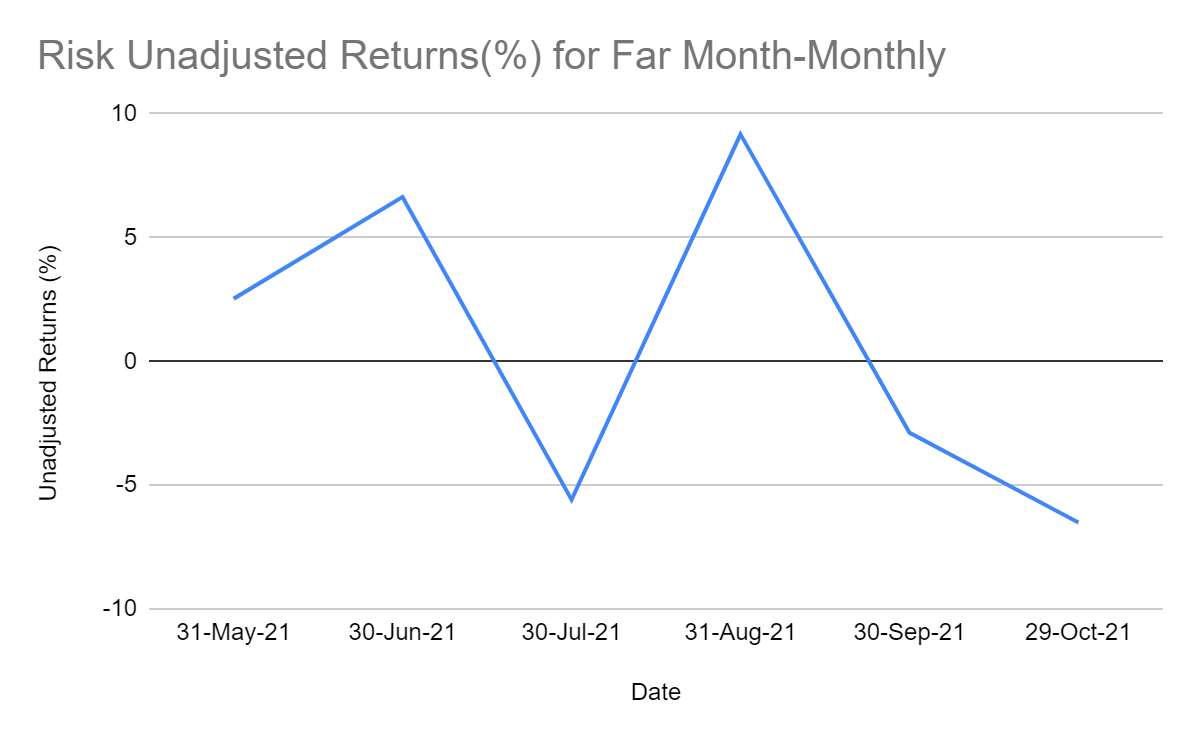 Risk Unadjusted Returns(%) for Far Month-Monthly
10
5
0
-5
-10
Unadjusted Returns (%)
31-May-21 30-Jun-21 30-Jul-21 31-Aug-21 30-Sep-21 29-Oct-21
Date